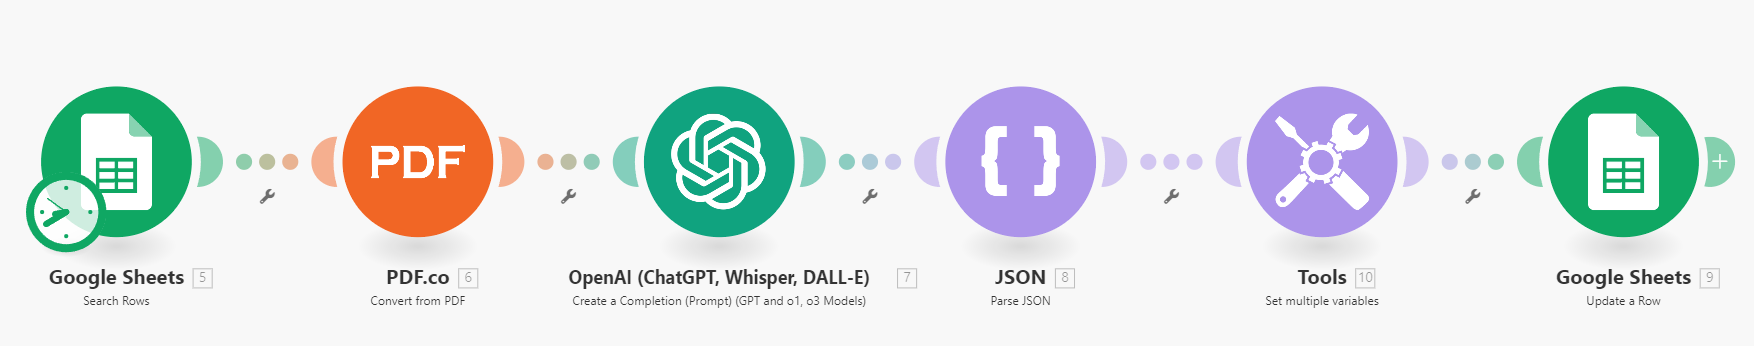 PDF
Google Sheets 5
Search Rows
PDF.co 6
Convert from PDF
OpenAI (ChatGPT, Whisper, DALL-E) 7
Create a Completion (Prompt) (GPT and o1, o3 Models)
JSON 8
Parse JSON
Tools 10
Set multiple variables
Google Sheets 9
Update a Row